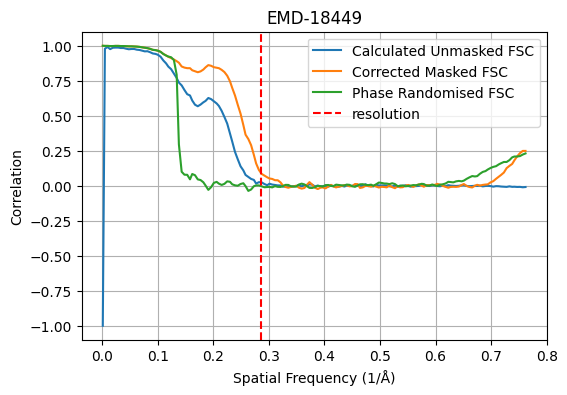 EMD-18449
Calculated Unmasked FSC
Corrected Masked FSC
Phase Randomised FSC
resolution
Correlation
1.00
0.75
0.50
0.25
0.00
−0.25
−0.50
−0.75
−1.00
0.0 0.1 0.2 0.3 0.4 0.5 0.6 0.7 0.8
Spatial Frequency (1/Å)